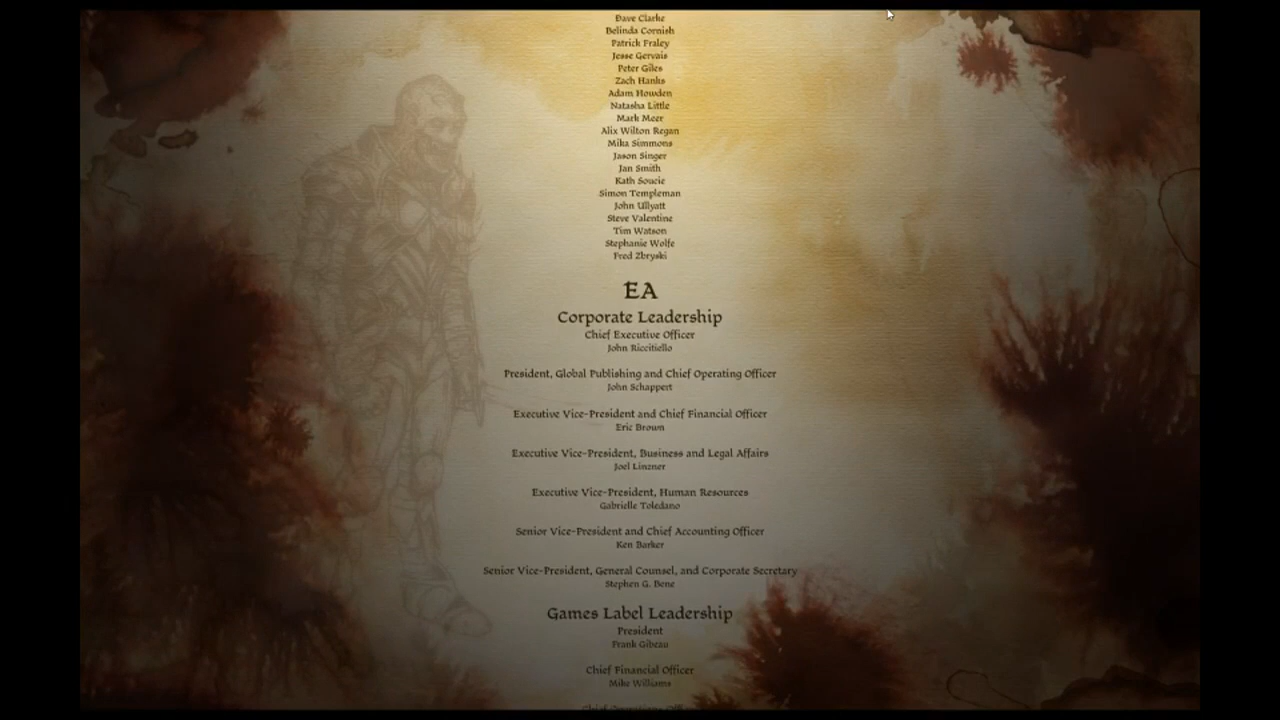 Dave Clarke
Belinda Cornish
Patrick Fraley
Jesse Gervais
Peter Giles
Zach Hanks
Adam Howden
Natasha Little
Mark Meer
Alix Wilton Regan
Mika Simmons
Jason Singer
Jan Smith
Kath Soucie
Simon Templeman
John Ullyatt
Steve Valentine
Tim Watson
Stephanie Wolfe
Fred Zbryski
EA
Corporate Leadership
Chief Executive Officer
John Riccitiello
President, Global Publishing and Chief Operating Officer
John Schappert
Executive Vice-President and Chief Financial Officer
Eric Brown
Executive Vice-President, Business and Legal Affairs
Joel Linzner
Executive Vice-President, Human Resources
Gabrielle Toledano
Senior Vice-President and Chief Accounting Officer
Ken Barker
Senior Vice-President, General Counsel, and Corporate Secretary
Stephen G. Bene
Games Label Leadership
President
Frank Gibeau
Chief Financial Officer
Mike Williams